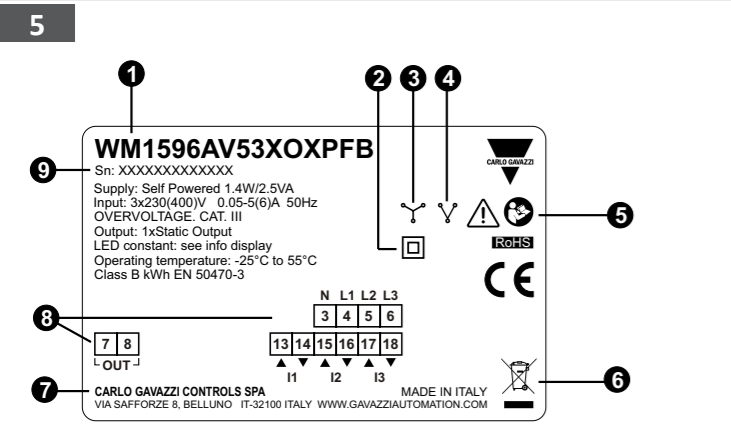 5
1
2
3
4
WM1596AV53XOXPFB
CARLO GAVAZZI
9
Sn: XXXXXXXXXXXXX
Supply: Self Powered 1.4W/2.5VA
Input: 3x230(400)V 0.05-5(6)A 50Hz
OVERVOLTAGE. CAT. III
Output: 1xStatic Output
LED constant: see info display
Operating temperature: -25°C to 55°C
Class B kWh EN 50470-3
5
RoHS
CE
N L1 L2 L3
3 4 5 6
8
7 8
13 14 15 16 17 18
OUT
I1 I2 I3
6
7
CARLO GAVAZZI CONTROLS SPA
MADE IN ITALY
VIA SAFFORZE 8, BELLUNO IT-32100 ITALY WWW.GAVAZZIAUTOMATION.COM